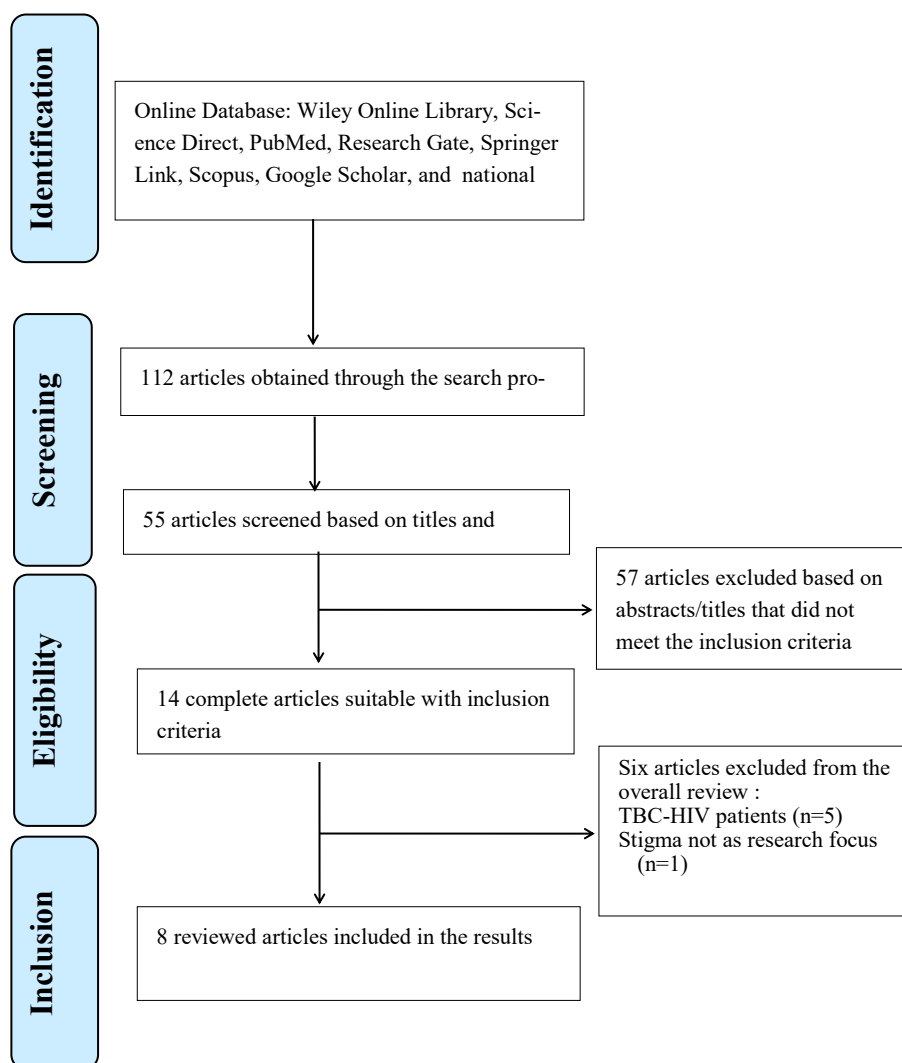 Identification
Online Database: Wiley Online Library, Sci-
ence Direct, PubMed, Research Gate, Springer
Link, Scopus, Google Scholar, and  national
Screening
112 articles obtained through the search pro-
55 articles screened based on titles and
57 articles excluded based on
abstracts/titles that did not
meet the inclusion criteria
Eligibility
14 complete articles suitable with inclusion
criteria
Six articles excluded from the
overall review :
TBC-HIV patients (n=5)
Stigma not as research focus
(n=1)
Inclusion
8 reviewed articles included in the results